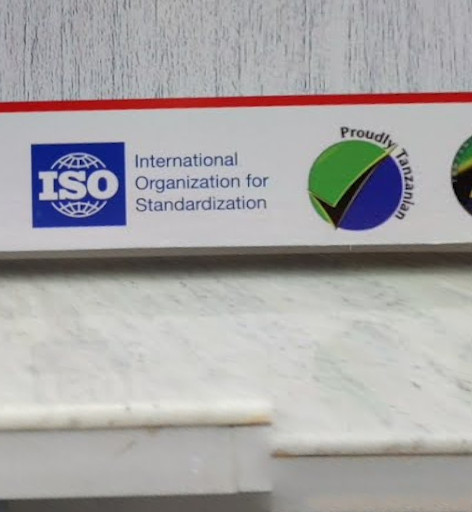 ISO
International
Organization for
Standardization
Proudly Tanzanian